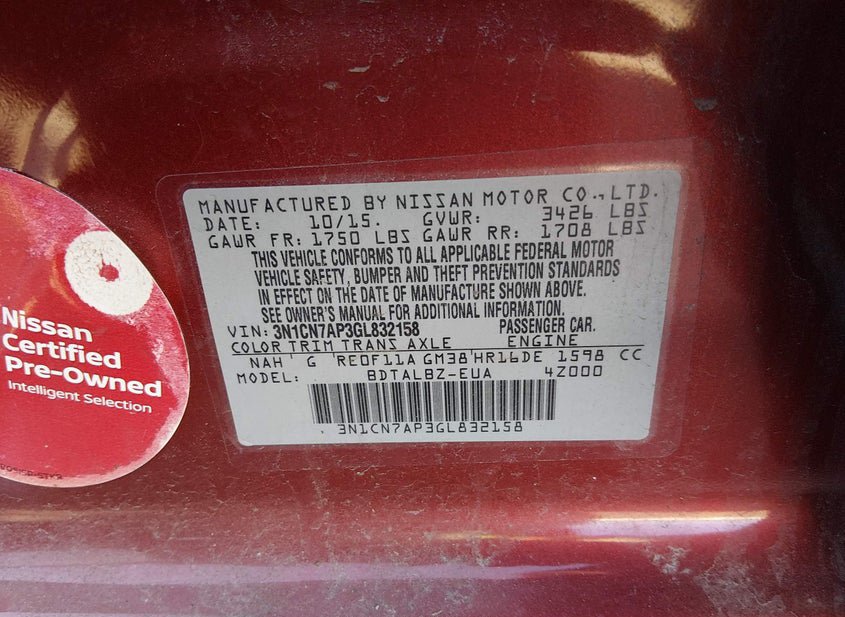 MANUFACTURED BY NISSAN MOTOR CO., LTD.
DATE: 10/15. GVWR: 3426 LBS
GAWR FR: 1750 LBS GAWR RR: 1708 LBS
THIS VEHICLE CONFORMS TO ALL APPLICABLE FEDERAL MOTOR
VEHICLE SAFETY, BUMPER AND THEFT PREVENTION STANDARDS
IN EFFECT ON THE DATE OF MANUFACTURE SHOWN ABOVE.
SEE OWNER'S MANUAL FOR ADDITIONAL INFORMATION.
VIN: 3N1CN7AP3GL832158 PASSENGER CAR.
COLOR TRIM TRANS AXLE ENGINE
NAH ' G 'RE0F11A GM38'HR16DE 1598 CC
MODEL: BDTALBZ-EUA 4Z000
3N1CN7AP3GL832158
Nissan
Certified
Pre-Owned
Intelligent Selection